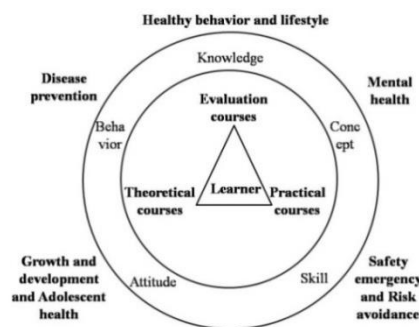 Healthy behavior and lifestyle
Knowledge
Disease
prevention
Mental
health
Evaluation
courses
Beha
vior
Conc
ept
Theoretical
courses
Learner
Practical
courses
Growth and
development
and Adolescent
health
Attitude
Skill
Safety
emergency
and Risk
avoidance